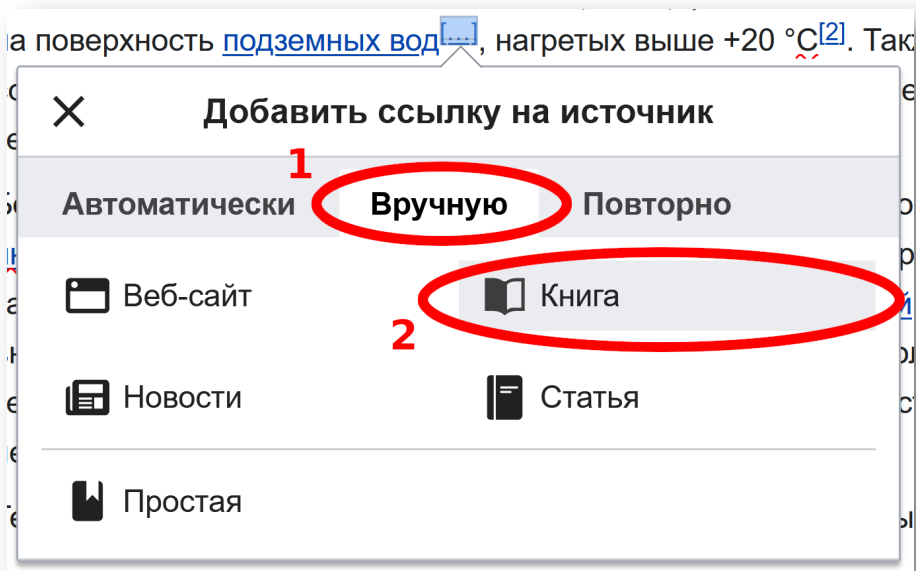 а поверхность подземных вод[...], нагретых выше +20 °C[2]. Так
Добавить ссылку на источник
1
Автоматически Вручную Повторно
Веб-сайт Книга
2
Новости Статья
Простая